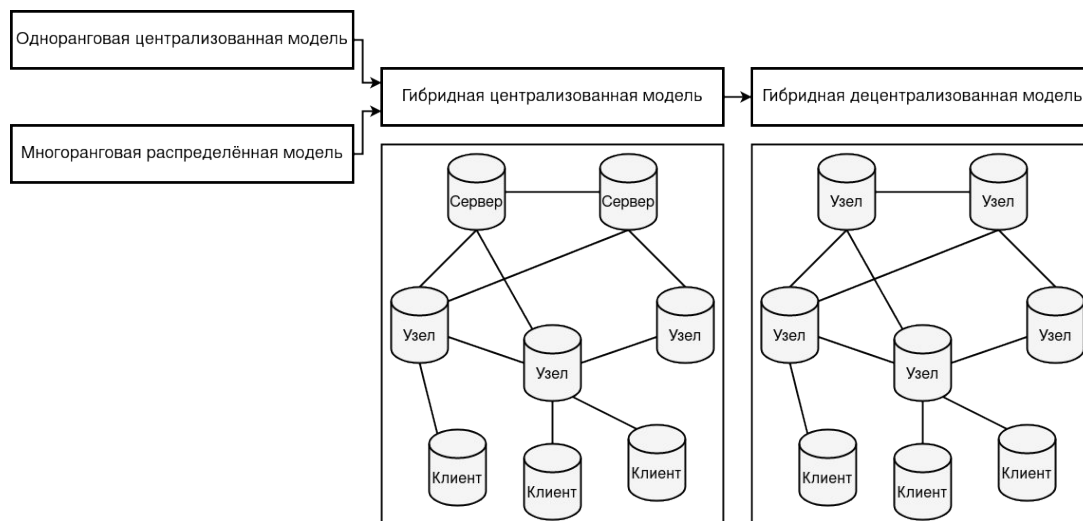 Одноранговая централизованная модель
Многоранговая распределённая модель
Гибридная централизованная модель
Гибридная децентрализованная модель
Сервер
Сервер
Узел
Узел
Узел
Клиент
Клиент
Клиент
Узел
Узел
Узел
Узел
Узел
Клиент
Клиент
Клиент